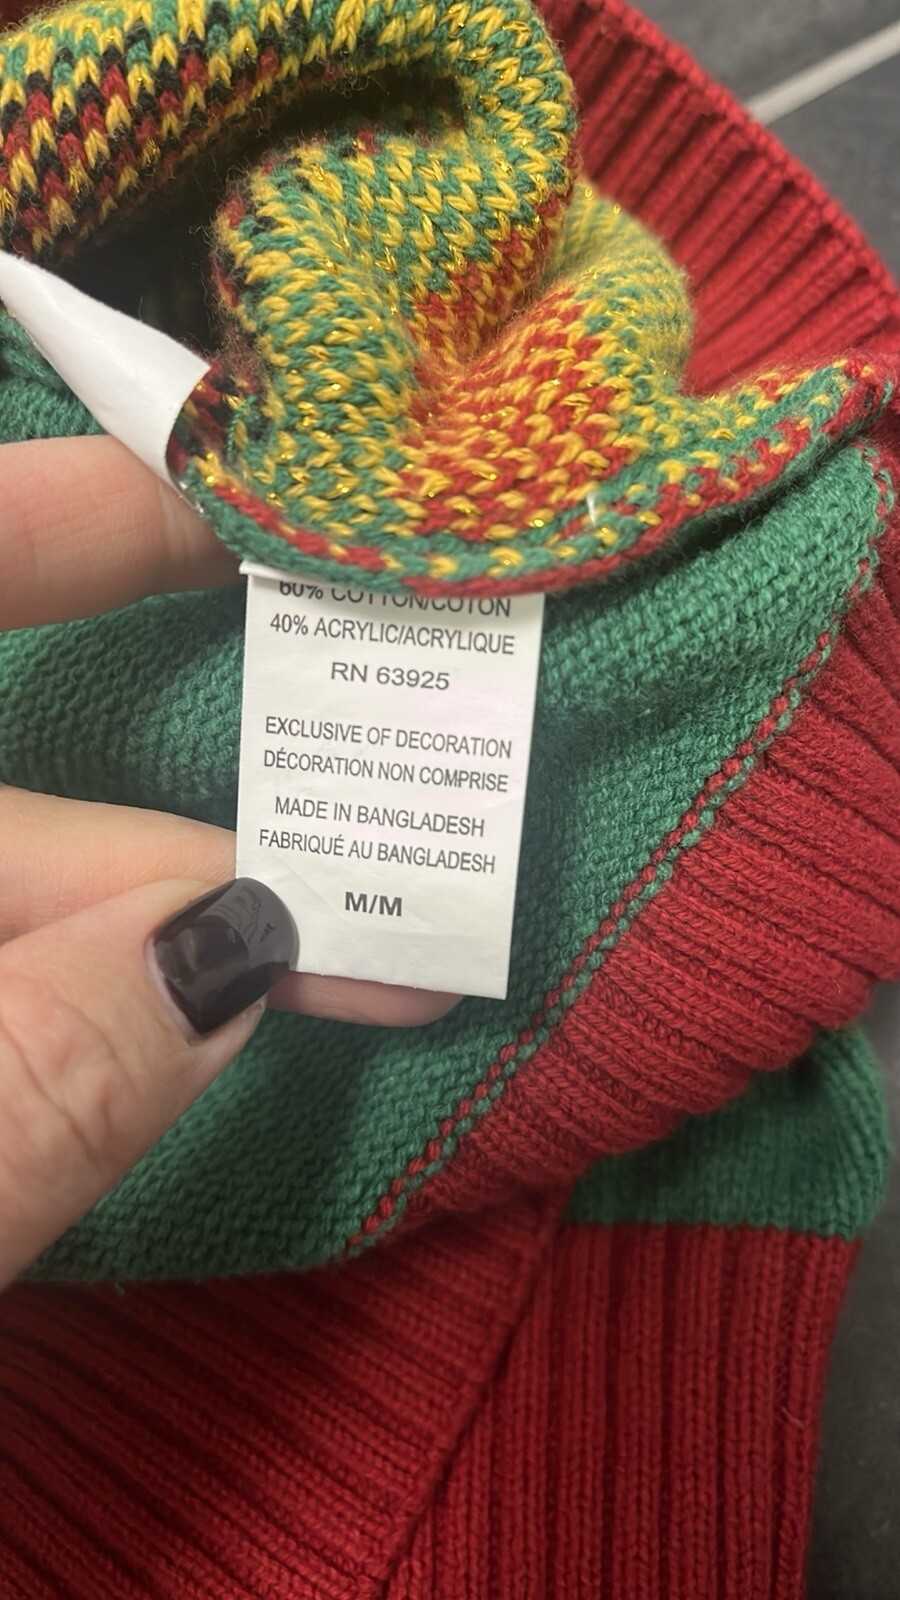 60% COTTON/COTON
40% ACRYLIC/ACRYLIQUE
RN 63925
EXCLUSIVE OF DECORATION
DÉCORATION NON COMPRISE
MADE IN BANGLADESH
FABRIQUÉ AU BANGLADESH
M/M